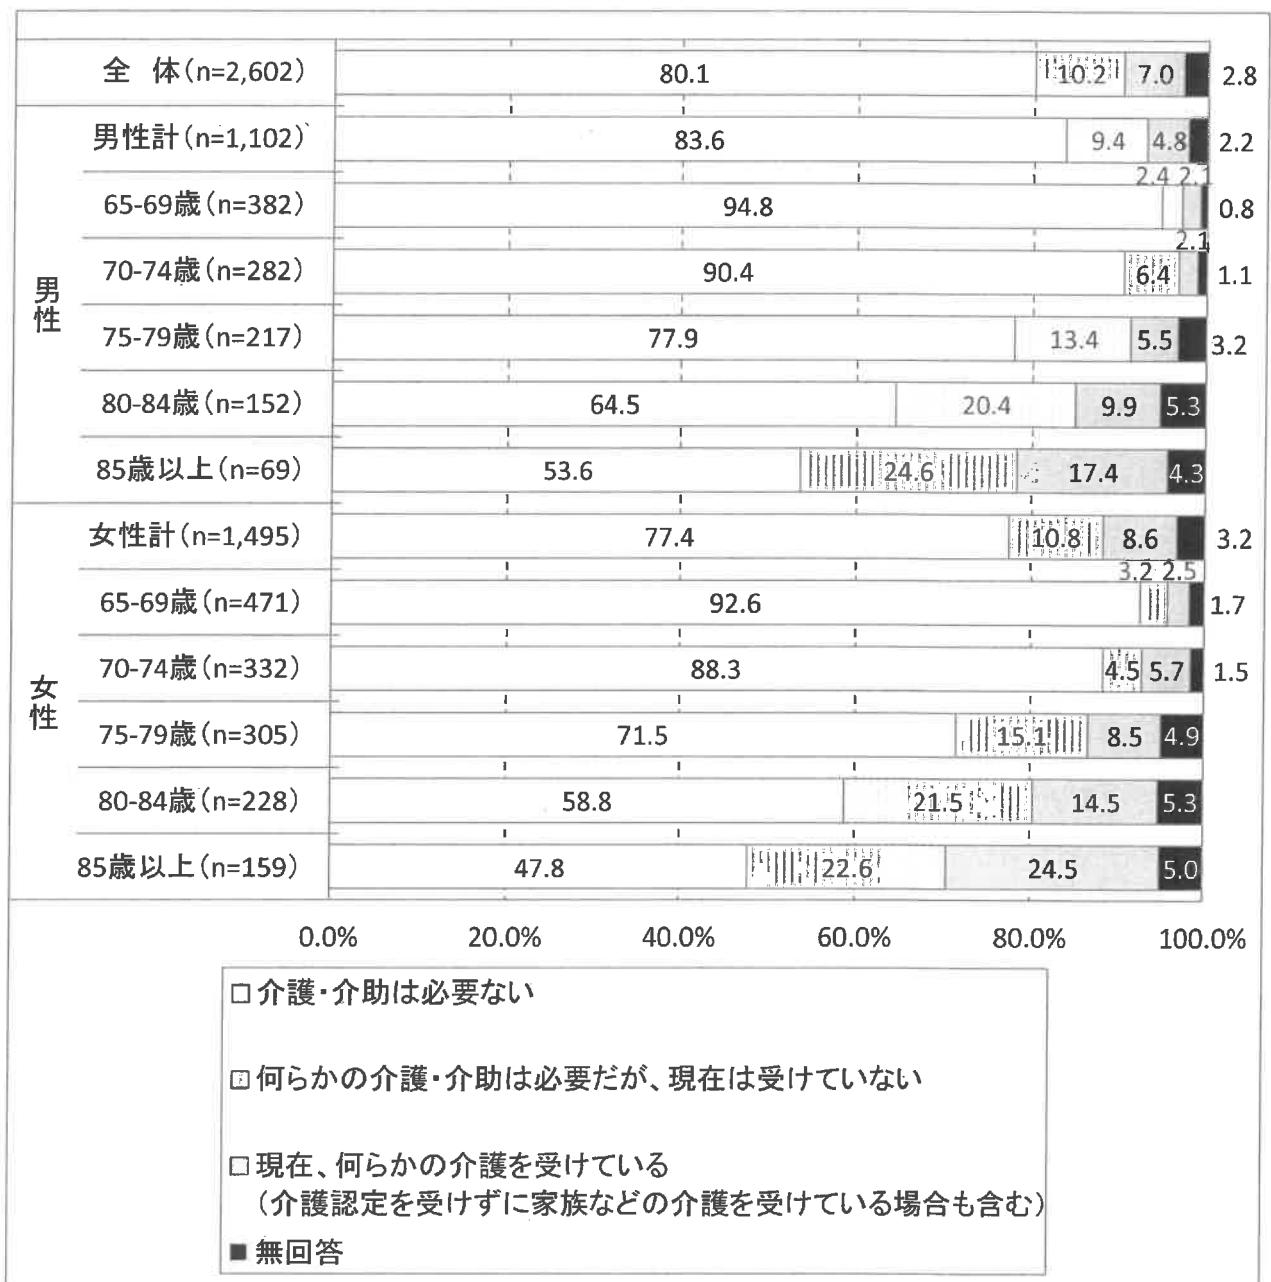 全 体(n=2,602) 80.1 10.2 7.0 2.8
男性
男性計(n=1,102) 83.6 9.4 4.8 2.2
2.4 2.1
65-69歳(n=382) 94.8 0.8
2.1
70-74歳(n=282) 90.4 6.4 1.1
75-79歳(n=217) 77.9 13.4 5.5 3.2
80-84歳(n=152) 64.5 20.4 9.9 5.3
85歳以上(n=69) 53.6 24.6 17.4 4.3
女性
女性計(n=1,495) 77.4 10.8 8.6 3.2
3.2 2.5
65-69歳(n=471) 92.6 1.7
70-74歳(n=332) 88.3 4.5 5.7 1.5
75-79歳(n=305) 71.5 15.1 8.5 4.9
80-84歳(n=228) 58.8 21.5 14.5 5.3
85歳以上(n=159) 47.8 22.6 24.5 5.0
0.0% 20.0% 40.0% 60.0% 80.0% 100.0%
介護・介助は必要ない
何らかの介護・介助は必要だが、現在は受けていない
現在、何らかの介護を受けている
(介護認定を受けずに家族などの介護を受けている場合も含む)
無回答